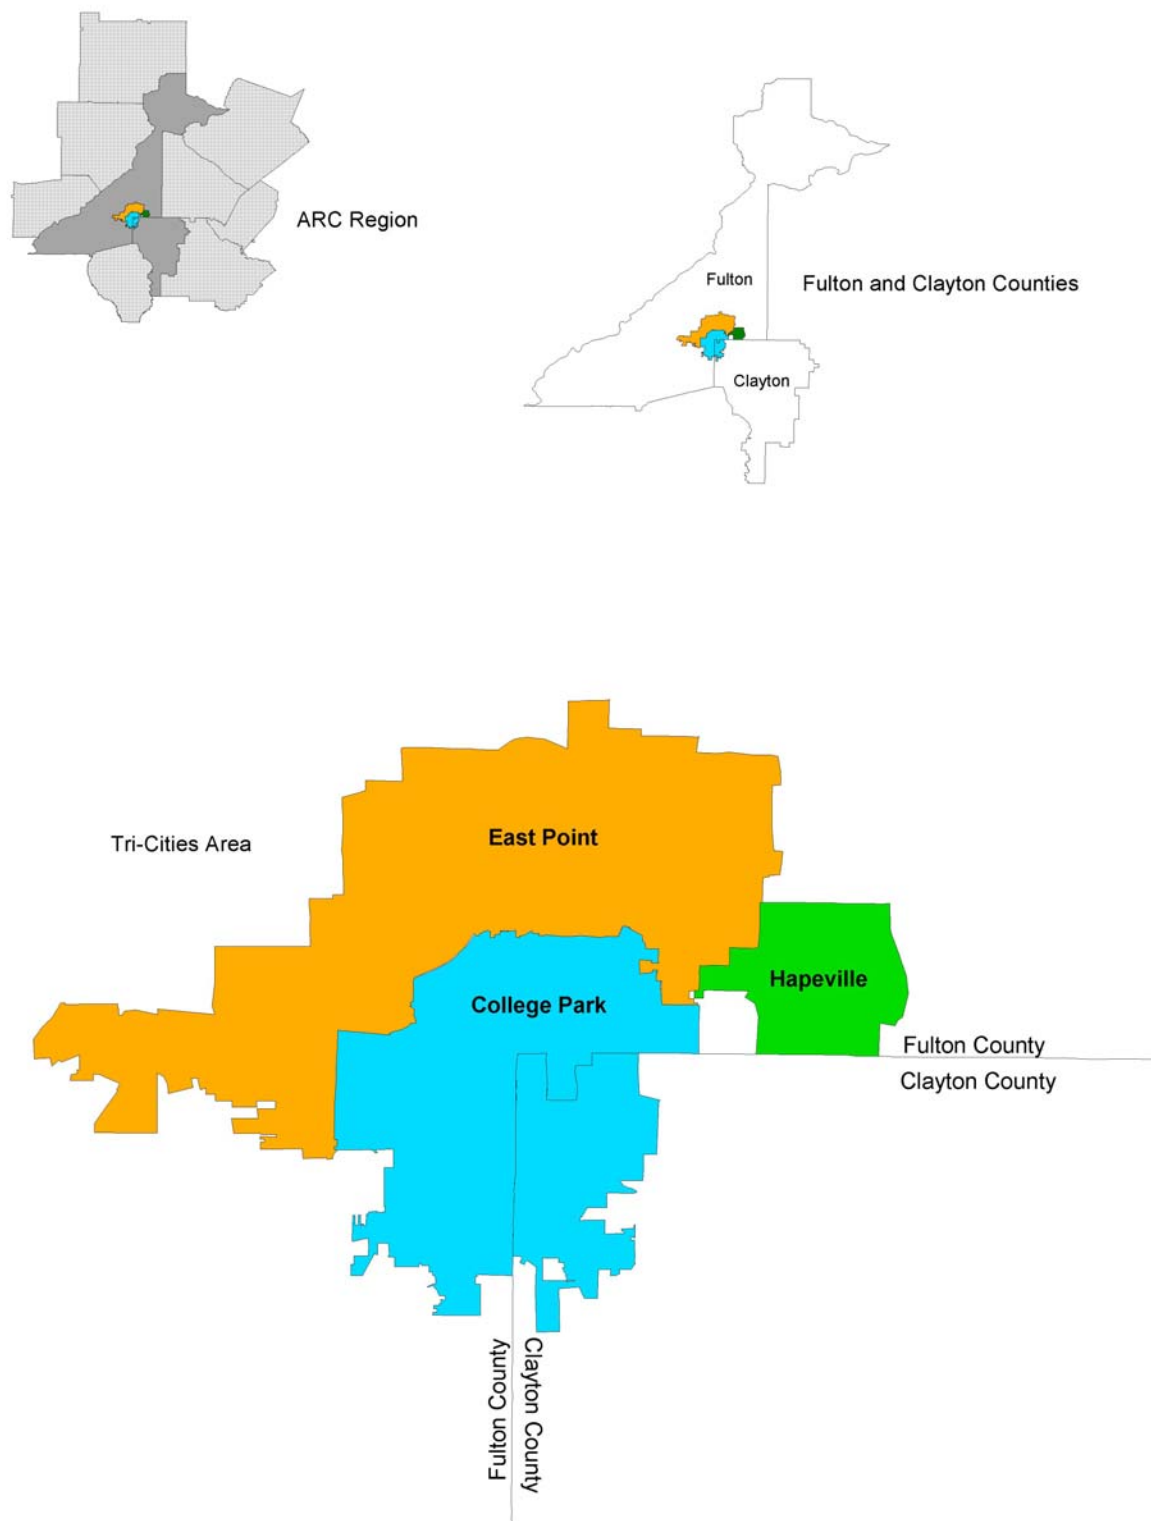 ARC Region
Fulton
Fulton and Clayton Counties
Clayton
East Point
Tri-Cities Area
Hapeville
College Park
Fulton County
Clayton County
Fulton County
Clayton County